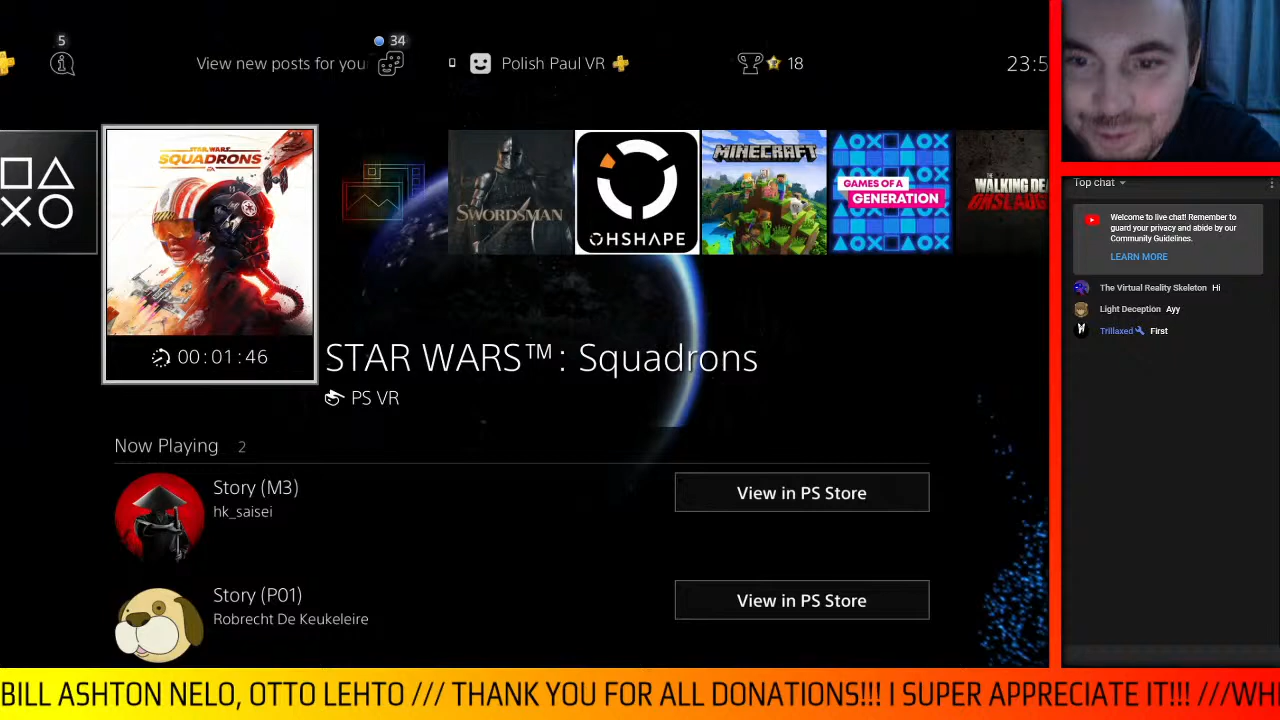 5
View new posts for you
34
Polish Paul VR
18
23:5
STAR WARS
SQUADRONS
EA
SWORDSMAN
OHSHAPE
MINECRAFT
GAMES OF A
GENERATION
THE
WALKING DEA
ONSLAUG
00:01:46
STAR WARS™: Squadrons
PS VR
Now Playing 2
Story (M3)
hk_saisei
View in PS Store
Story (P01)
Robrecht De Keukeleire
View in PS Store
Top chat
Welcome to live chat! Remember to
guard your privacy and abide by our
Community Guidelines.
LEARN MORE
The Virtual Reality Skeleton Hi
Light Deception Ayy
Trillaxed First
BILL ASHTON NELO, OTTO LEHTO /// THANK YOU FOR ALL DONATIONS!!! I SUPER APPRECIATE IT!!! ///WH